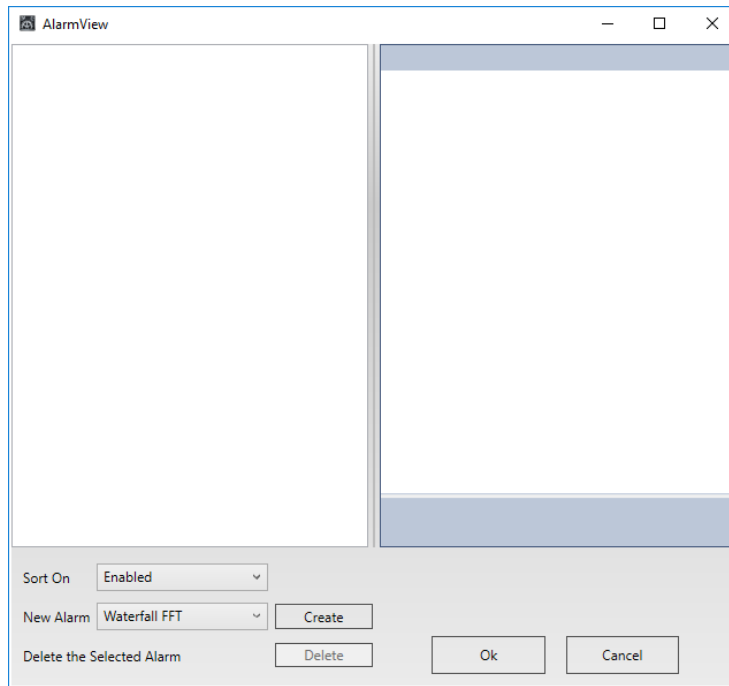 AlarmView
Sort On Enabled
New Alarm Waterfall FFT Create
Delete the Selected Alarm Delete Ok Cancel